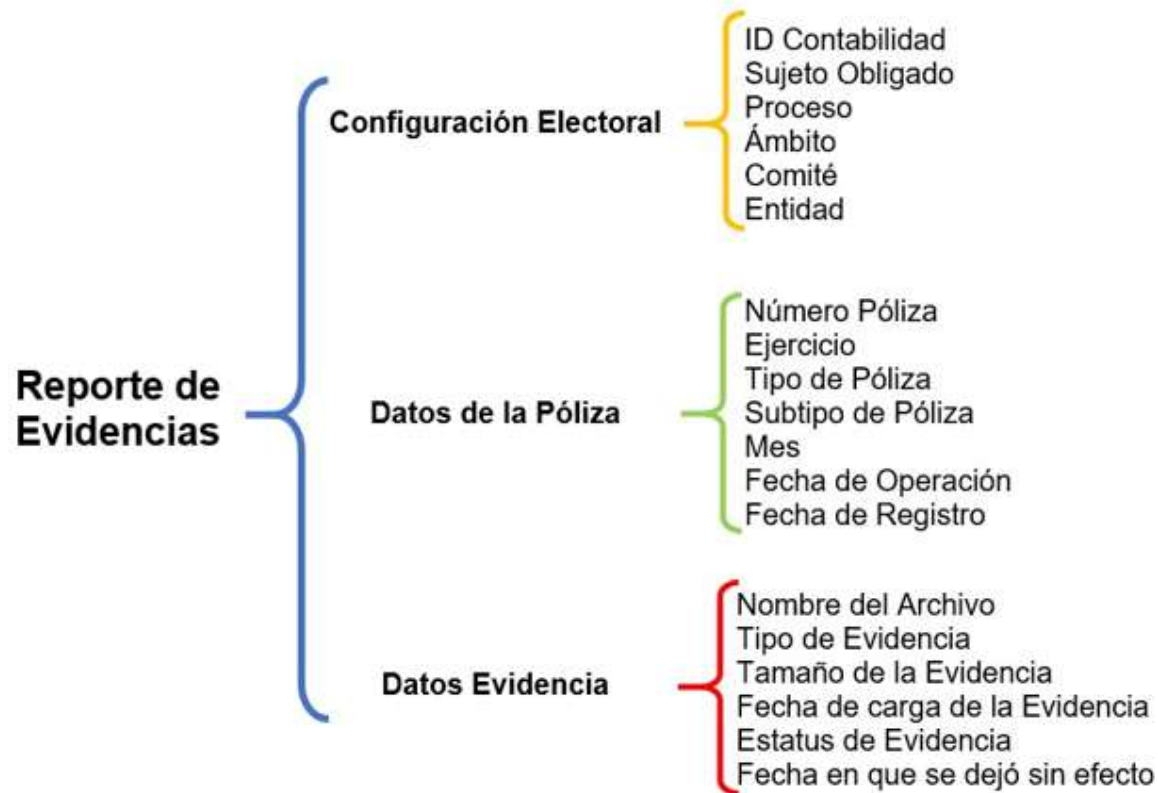 Reporte de
Evidencias
Configuración Electoral
ID Contabilidad
Sujeto Obligado
Proceso
Ámbito
Comité
Entidad
Datos de la Póliza
Número Póliza
Ejercicio
Tipo de Póliza
Subtipo de Póliza
Mes
Fecha de Operación
Fecha de Registro
Datos Evidencia
Nombre del Archivo
Tipo de Evidencia
Tamaño de la Evidencia
Fecha de carga de la Evidencia
Estatus de Evidencia
Fecha en que se dejó sin efecto